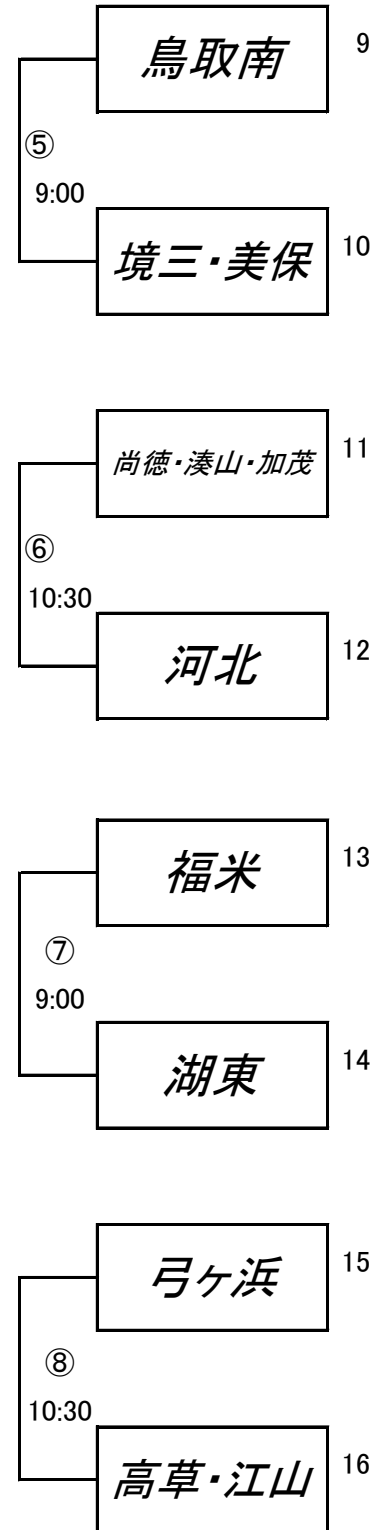 鳥取南 9
⑤
9:00
境三・美保 10
尚徳・湊山・加茂 11
⑥
10:30
河北 12
福米 13
⑦
9:00
湖東 14
弓ヶ浜 15
⑧
10:30
高草・江山 16